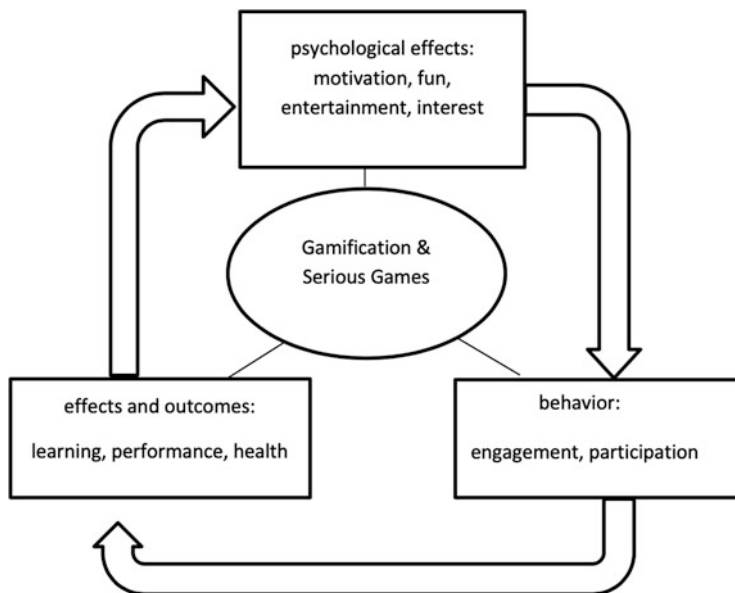 psychological effects:
motivation, fun,
entertainment, interest
Gamification &
Serious Games
effects and outcomes:
learning, performance, health
behavior:
engagement, participation